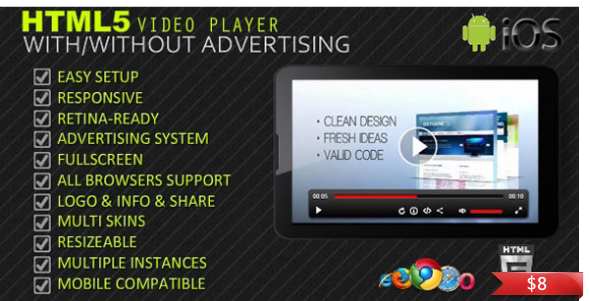 HTML5 VIDEO PLAYER
WITH/WITHOUT ADVERTISING
iOS
EASY SETUP
RESPONSIVE
RETINA-READY
ADVERTISING SYSTEM
FULLSCREEN
ALL BROWSERS SUPPORT
LOGO & INFO & SHARE
MULTI SKINS
RESIZEABLE
MULTIPLE INSTANCES
MOBILE COMPATIBLE
• CLEAN DESIGN
• FRESH IDEAS
• VALID CODE
00:05 00:10
HTML
$8